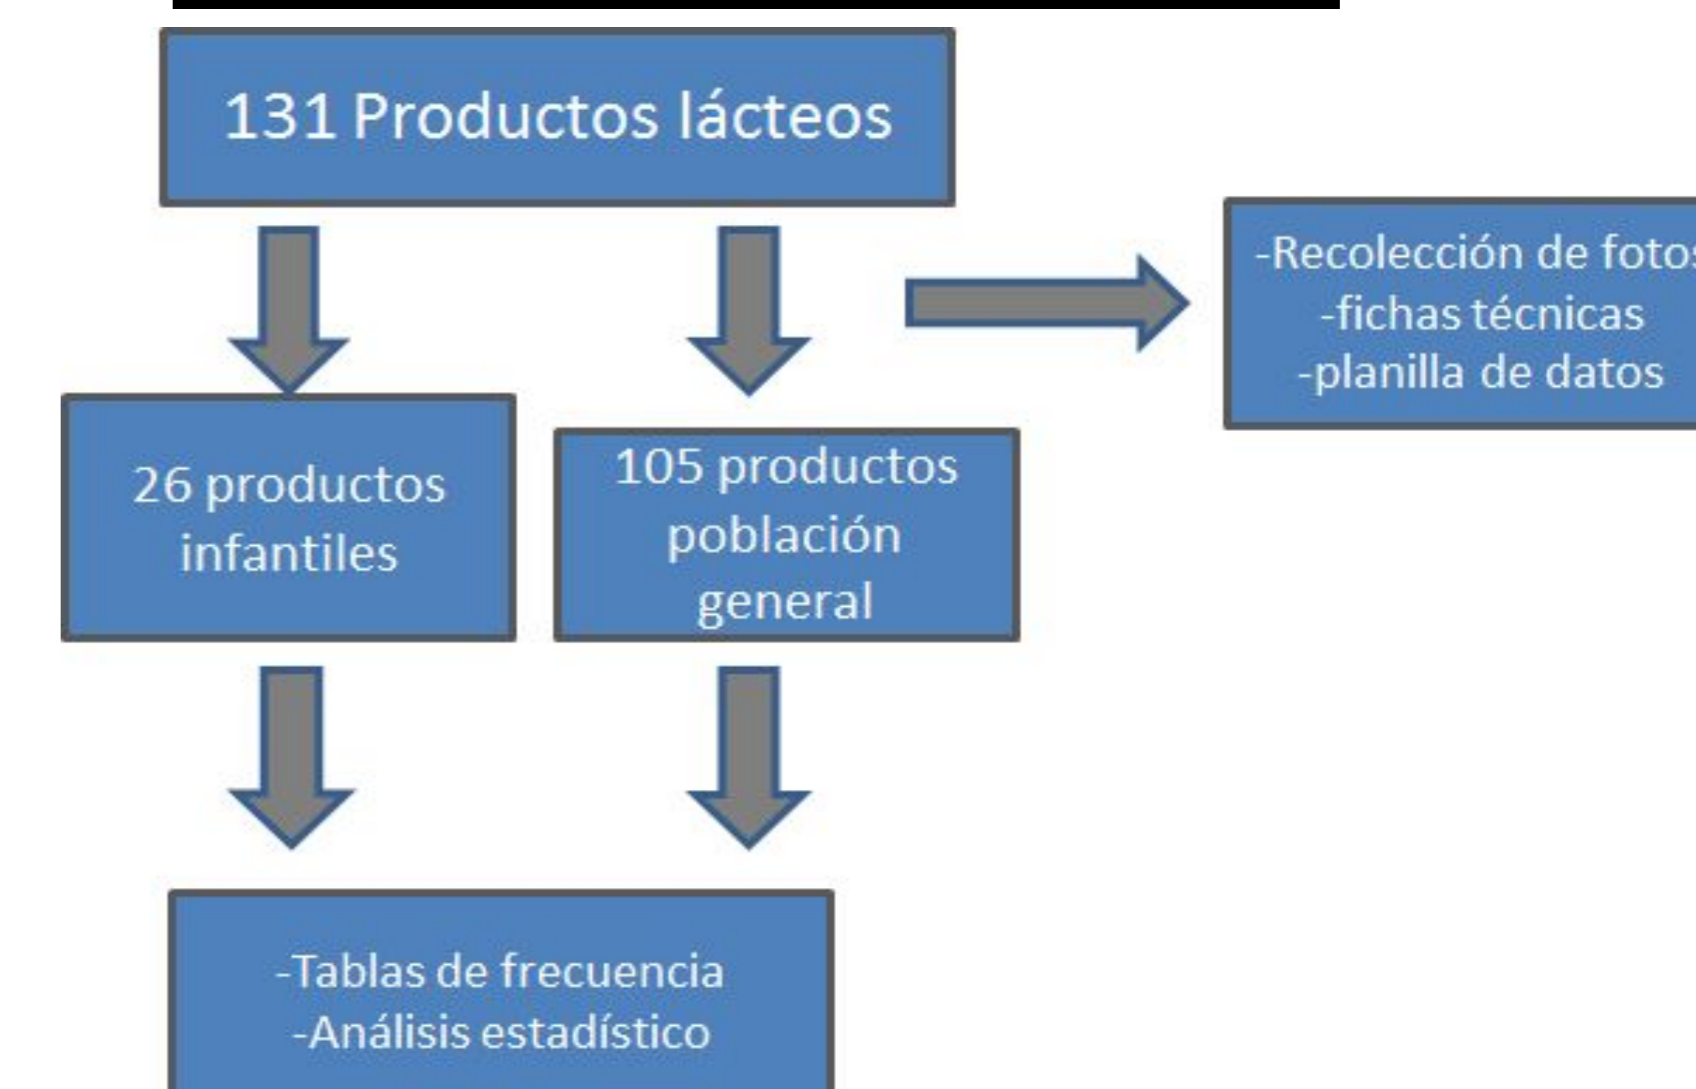 131 Productos lácteos
-Recolección de fotos
-fichas técnicas
-planilla de datos
26 productos
infantiles
105 productos
población
general
-Tablas de frecuencia
-Análisis estadístico